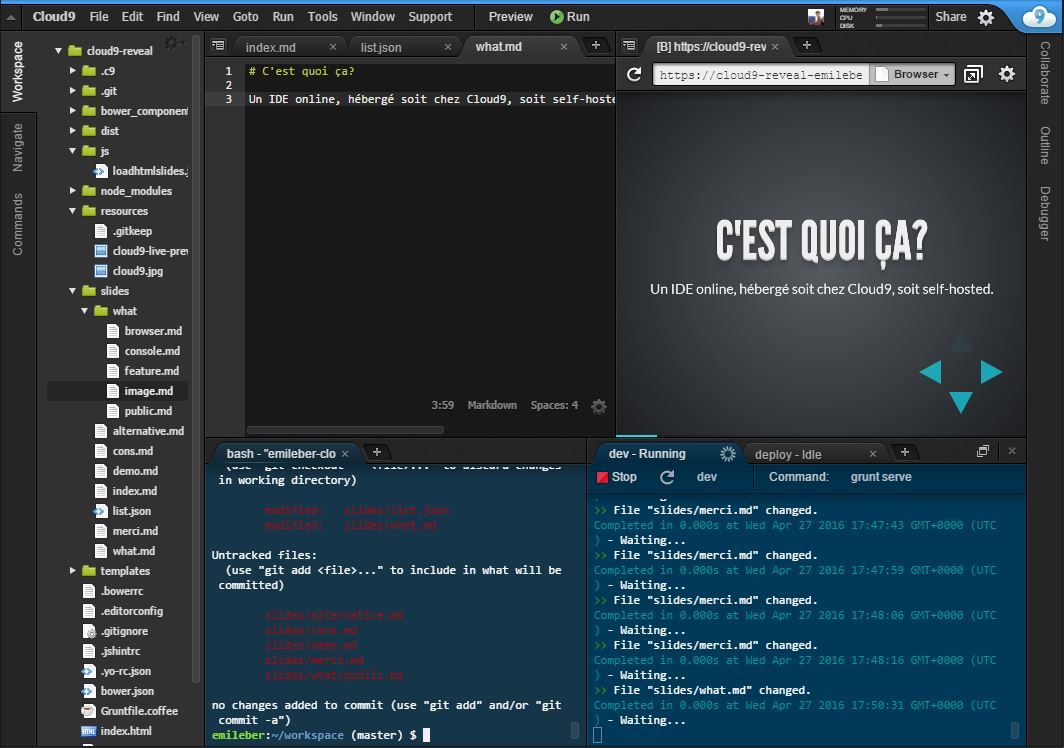 Cloud9 File Edit Find View Goto Run Tools Window Support Preview Run MEMORY CPU DISK Share 9
Workspace
Navigate
Commands
cloud9-reveal
.c9
.git
bower_component
dist
js
loadhtmlslides.j
node_modules
resources
.gitkeep
cloud9-live-prev
cloud9.jpg
slides
what
browser.md
console.md
feature.md
image.md
public.md
alternative.md
cons.md
demo.md
index.md
list.json
merci.md
what.md
templates
.bowerrc
.editorconfig
.gitignore
.jshintrc
.yo-rc.json
bower.json
Gruntfile.coffee
index.html
index.md list.json what.md
1 # C'est quoi ça?
2
3 Un IDE online, hébergé soit chez Cloud9, soit self-hoste
3:59 Markdown Spaces: 4
[B] https://cloud9-rev
https://cloud9-reveal-emilebe Browser
C'EST QUOI ÇA?
Un IDE online, hébergé soit chez Cloud9, soit self-hosted.
Collaborate
Outline
Debugger
bash - "emileber-clo
(use "git checkout -- <file>..." to discard changes
in working directory)
modified: slides/list.json
modified: slides/what.md
Untracked files:
(use "git add <file>..." to include in what will be
committed)
slides/alternative.md
slides/cons.md
slides/demo.md
slides/merci.md
slides/what/public.md
no changes added to commit (use "git add" and/or "git
commit -a")
emileber:~/workspace (master) $
dev - Running deploy - Idle
Stop dev Command: grunt serve
>> File "slides/merci.md" changed.
Completed in 0.000s at Wed Apr 27 2016 17:47:43 GMT+0000 (UTC
) - Waiting...
>> File "slides/merci.md" changed.
Completed in 0.000s at Wed Apr 27 2016 17:47:59 GMT+0000 (UTC
) - Waiting...
>> File "slides/merci.md" changed.
Completed in 0.000s at Wed Apr 27 2016 17:48:06 GMT+0000 (UTC
) - Waiting...
>> File "slides/merci.md" changed.
Completed in 0.000s at Wed Apr 27 2016 17:48:16 GMT+0000 (UTC
) - Waiting...
>> File "slides/what.md" changed.
Completed in 0.000s at Wed Apr 27 2016 17:50:31 GMT+0000 (UTC
) - Waiting...